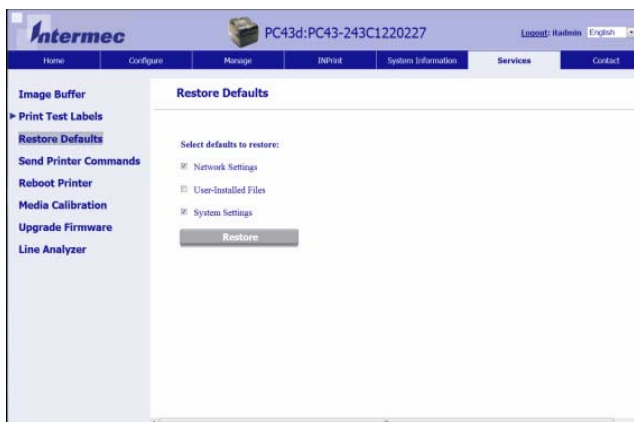 Intermec
PC43d:PC43-243C1220227
Logout: itadmin English
Home Configure Manage INPrint System Information Services Contact
Image Buffer
Print Test Labels
Restore Defaults
Send Printer Commands
Reboot Printer
Media Calibration
Upgrade Firmware
Line Analyzer
Restore Defaults
Select defaults to restore:
Network Settings
User-Installed Files
System Settings
Restore